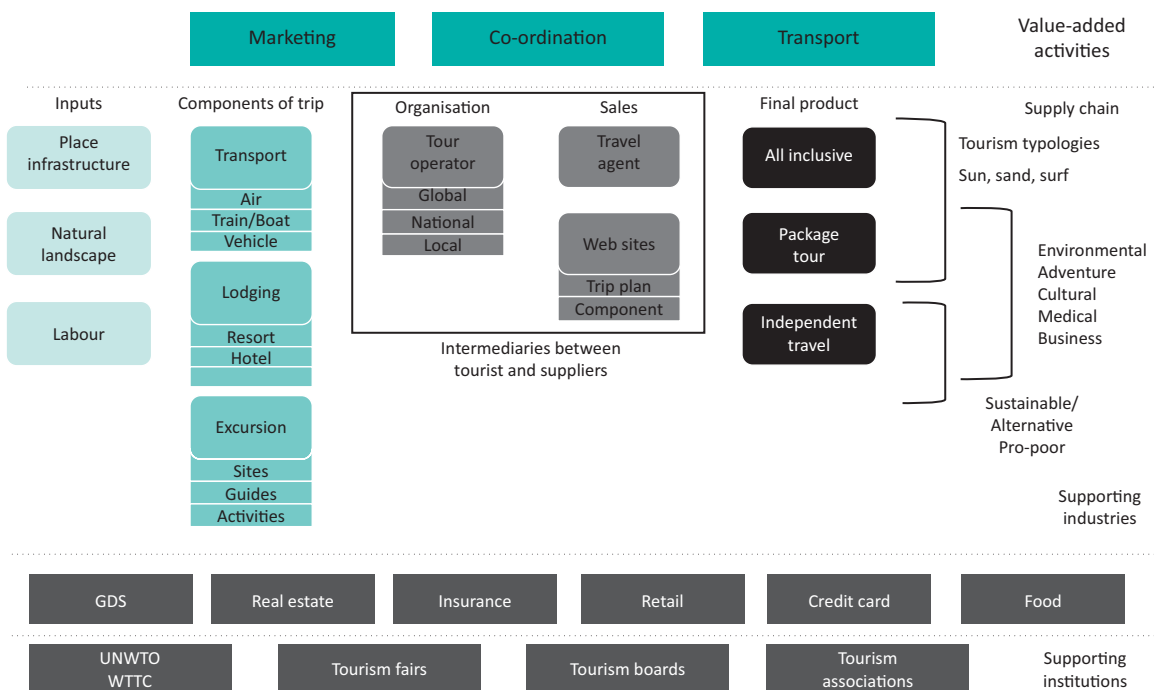 Marketing
Co-ordination
Transport
Value-added
activities
Inputs
Components of trip
Organisation
Sales
Final product
Supply chain
Place
infrastructure
Natural
landscape
Labour
Transport
Air
Train/Boat
Vehicle
Lodging
Resort
Hotel
Excursion
Sites
Guides
Activities
Tour
operator
Global
National
Local
Travel
agent
Web sites
Trip plan
Component
Intermediaries between
tourist and suppliers
All inclusive
Package
tour
Independent
travel
Tourism typologies
Sun, sand, surf
Environmental
Adventure
Cultural
Medical
Business
Sustainable/
Alternative
Pro-poor
Supporting
industries
GDS
Real estate
Insurance
Retail
Credit card
Food
UNWTO
WTTC
Tourism fairs
Tourism boards
Tourism
associations
Supporting
institutions